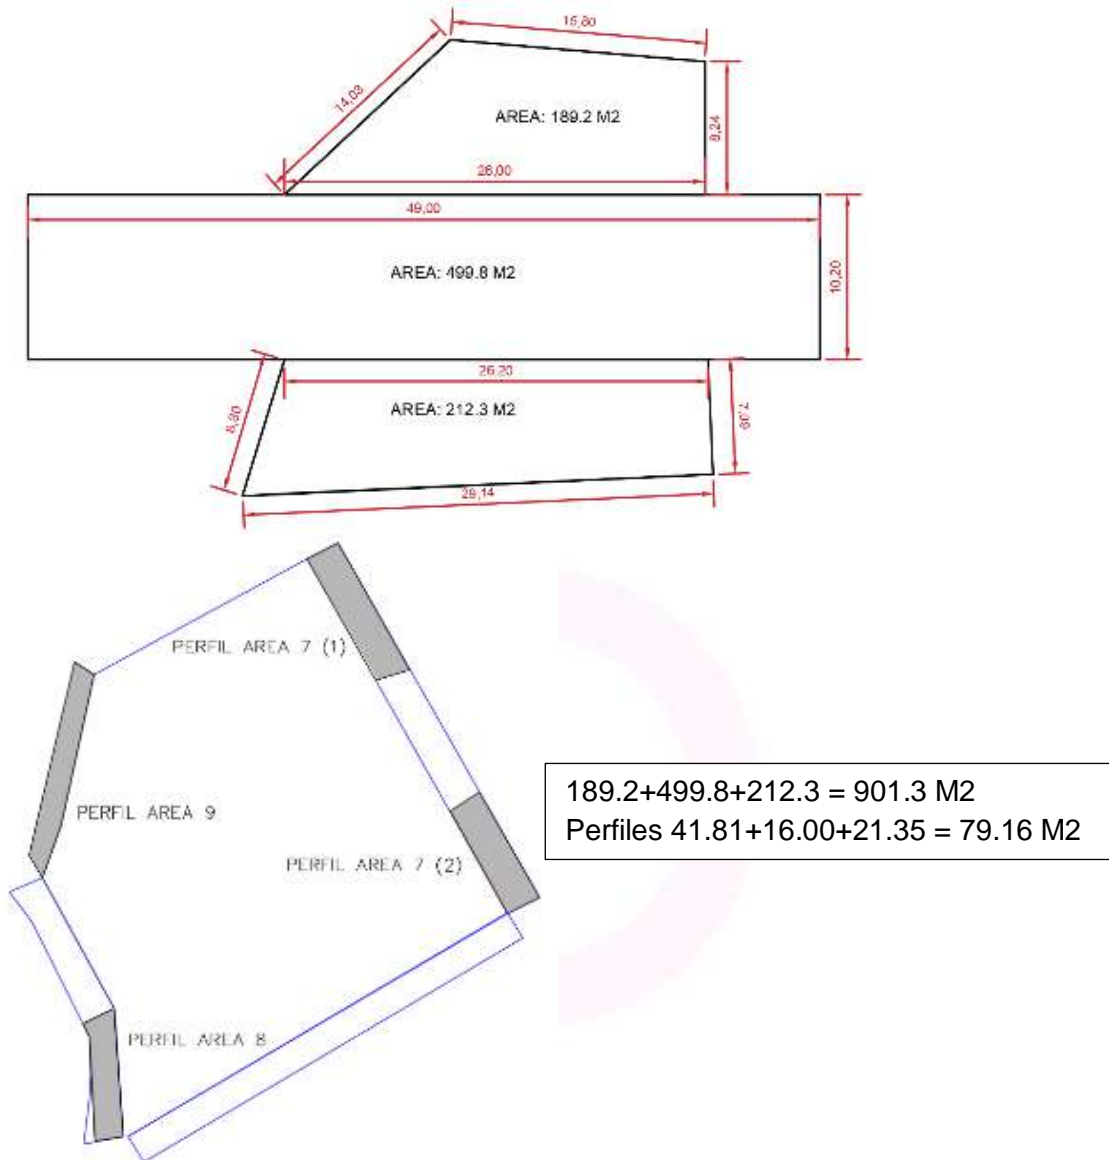 15,80
14,03
8,24
AREA: 189.2 M2
26,00
49,00
AREA: 499.8 M2
10,20
26,20
8,80
AREA: 212.3 M2
7,09
29,14
PERFIL AREA 7 (1)
PERFIL AREA 9
PERFIL AREA 7 (2)
PERFIL AREA 8
189.2+499.8+212.3 = 901.3 M2
Perfiles 41.81+16.00+21.35 = 79.16 M2